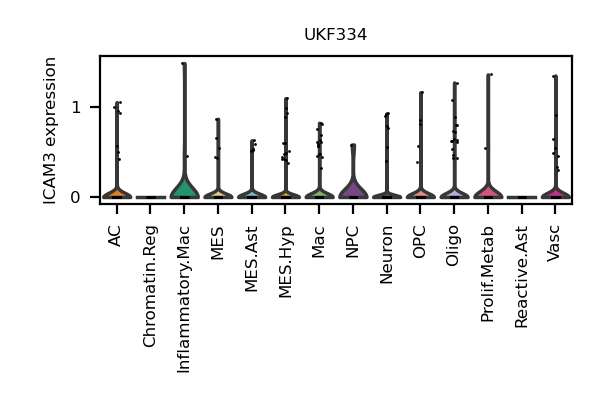 UKF334
ICAM3 expression
1
0
AC
Chromatin.Reg
Inflammatory.Mac
MES
MES.Ast
MES.Hyp
Mac
NPC
Neuron
OPC
Oligo
Prolif.Metab
Reactive.Ast
Vasc